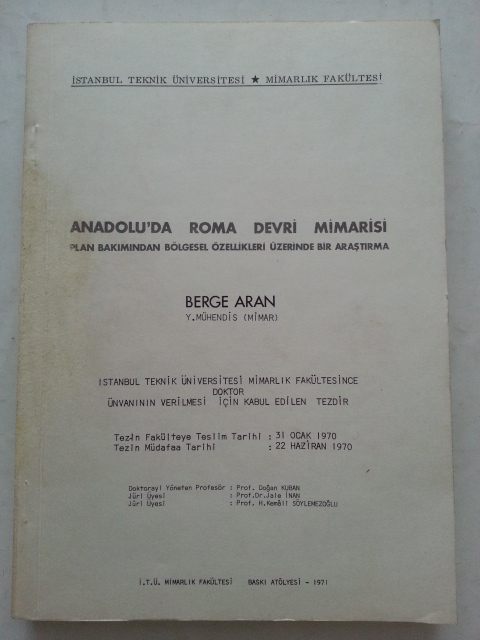 İSTANBUL TEKNİK ÜNİVERSİTESİ ★ MİMARLIK FAKÜLTESİ
ANADOLU'DA ROMA DEVRİ MİMARİSİ
PLAN BAKIMINDAN BÖLGESEL ÖZELLİKLERİ ÜZERİNDE BİR ARAŞTIRMA
BERGE ARAN
Y.MÜHENDİS (MİMAR)
ISTANBUL TEKNİK ÜNİVERSİTESİ MİMARLIK FAKÜLTESİNCE
DOKTOR
ÜNVANININ VERİLMESİ İÇİN KABUL EDİLEN TEZDİR
Tezin Fakülteye Teslim Tarihi : 31 OCAK 1970
Tezin Müdafaa Tarihi : 22 HAZİRAN 1970
Doktorayi Yöneten Profesör : Prof. Doğan KUBAN
Jüri Üyesi : Prof.Dr.Jale İNAN
Jüri Üyesi : Prof. H.Kemâli SÖYLEMEZOĞLU
İ.T.Ü. MİMARLIK FAKÜLTESİ BASKI ATÖLYESİ - 1971